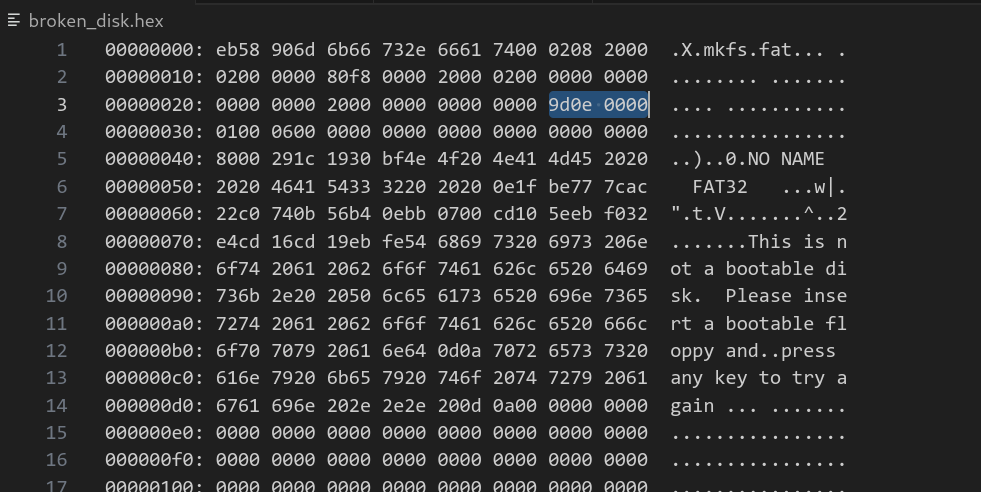 broken_disk.hex
1 00000000: eb58 906d 6b66 732e 6661 7400 0208 2000 .X.mkfs.fat... .
2 00000010: 0200 0000 80f8 0000 2000 0200 0000 0000 ........ .......
3 00000020: 0000 0000 2000 0000 0000 0000 9d0e 0000 .... ...........
4 00000030: 0100 0600 0000 0000 0000 0000 0000 0000 ................
5 00000040: 8000 291c 1930 bf4e 4f20 4e41 4d45 2020 ..)..0.NO NAME
6 00000050: 2020 4641 5433 3220 2020 0e1f be77 7cac   FAT32   ...w|.
7 00000060: 22c0 740b 56b4 0ebb 0700 cd10 5eeb f032 ".t.V.......^..2
8 00000070: e4cd 16cd 19eb fe54 6869 7320 6973 206e .......This is n
9 00000080: 6f74 2061 2062 6f6f 7461 626c 6520 6469 ot a bootable di
10 00000090: 736b 2e20 2050 6c65 6173 6520 696e 7365 sk.  Please inse
11 000000a0: 7274 2061 2062 6f6f 7461 626c 6520 666c rt a bootable fl
12 000000b0: 6f70 7079 2061 6e64 0d0a 7072 6573 7320 oppy and..press
13 000000c0: 616e 7920 6b65 7920 746f 2074 7279 2061 any key to try a
14 000000d0: 6761 696e 202e 2e2e 200d 0a00 0000 0000 gain ... .......
15 000000e0: 0000 0000 0000 0000 0000 0000 0000 0000 ................
16 000000f0: 0000 0000 0000 0000 0000 0000 0000 0000 ................
17 00000100: 0000 0000 0000 0000 0000 0000 0000 0000 ................